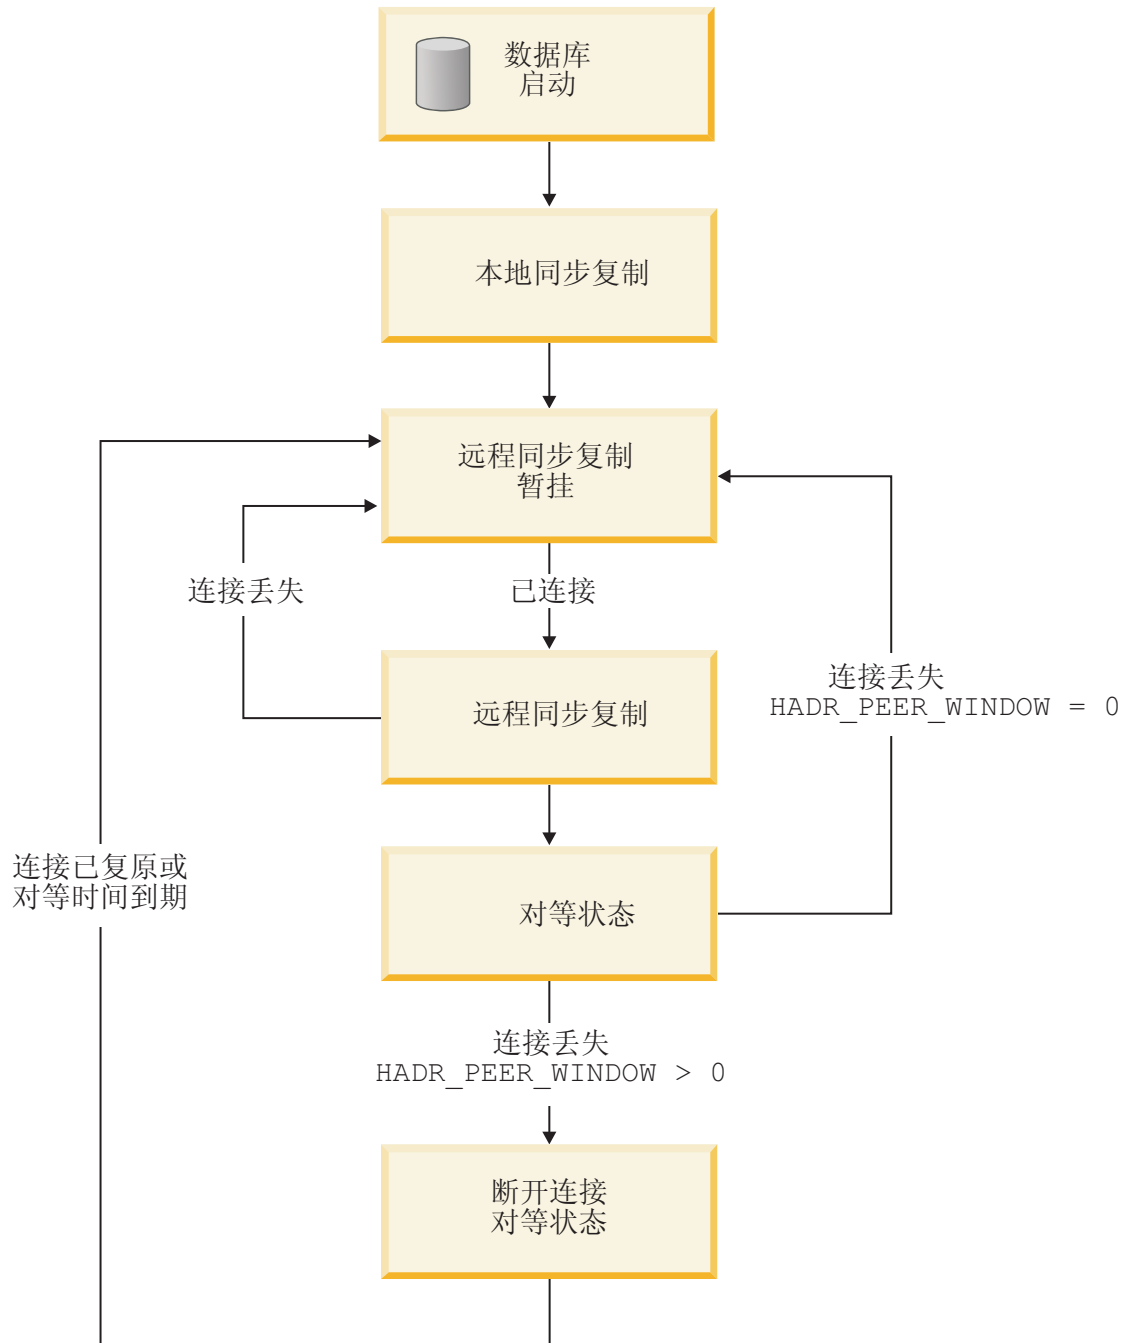 数据库
启动
本地同步复制
远程同步复制
暂挂
连接丢失
已连接
连接丢失
HADR_PEER_WINDOW = 0
远程同步复制
连接已复原或
对等时间到期
对等状态
连接丢失
HADR_PEER_WINDOW > 0
断开连接
对等状态